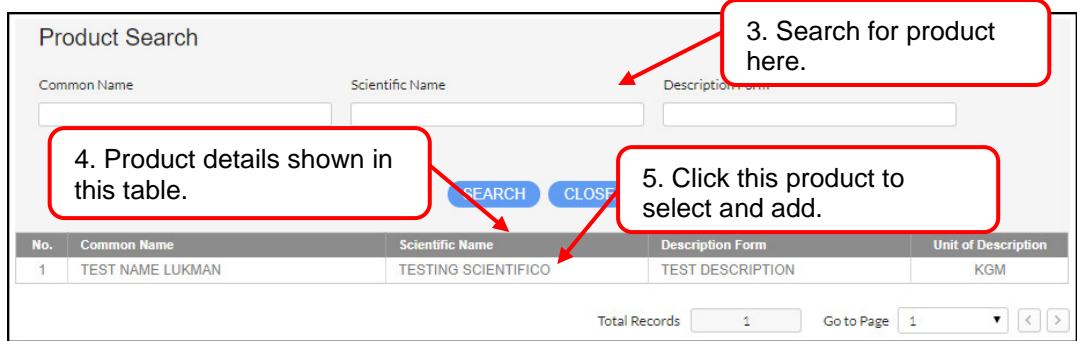 Product Search
3. Search for product
here.
Common Name
Scientific Name
Description Form
4. Product details shown in
this table.
SEARCH
CLOSE
5. Click this product to
select and add.
No. Common Name Scientific Name Description Form Unit of Description
1 TEST NAME LUKMAN TESTING SCIENTIFICO TEST DESCRIPTION KGM
Total Records 1 Go to Page 1 < >